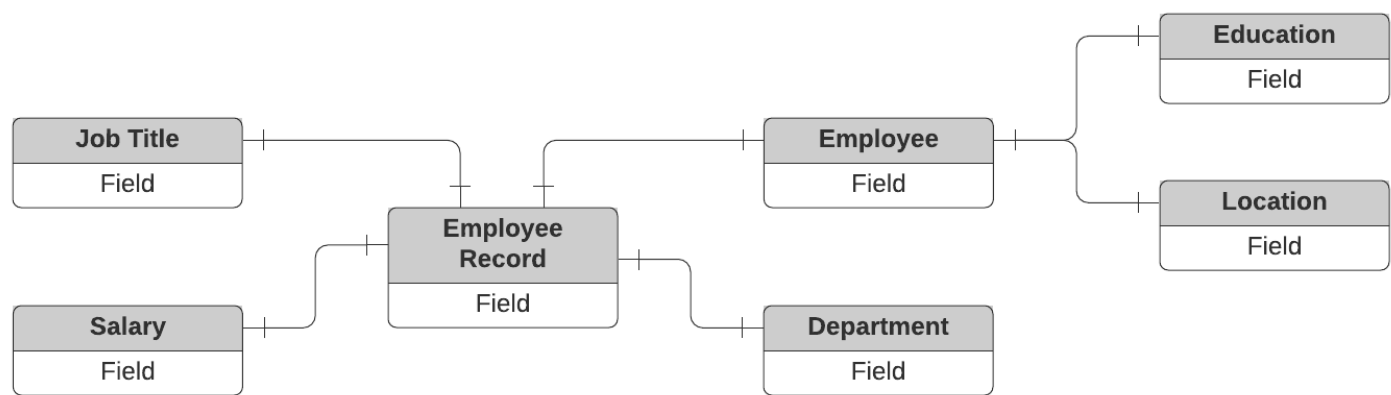 Education
Field
Job Title
Field
Employee
Field
Location
Field
Employee
Record
Field
Salary
Field
Department
Field